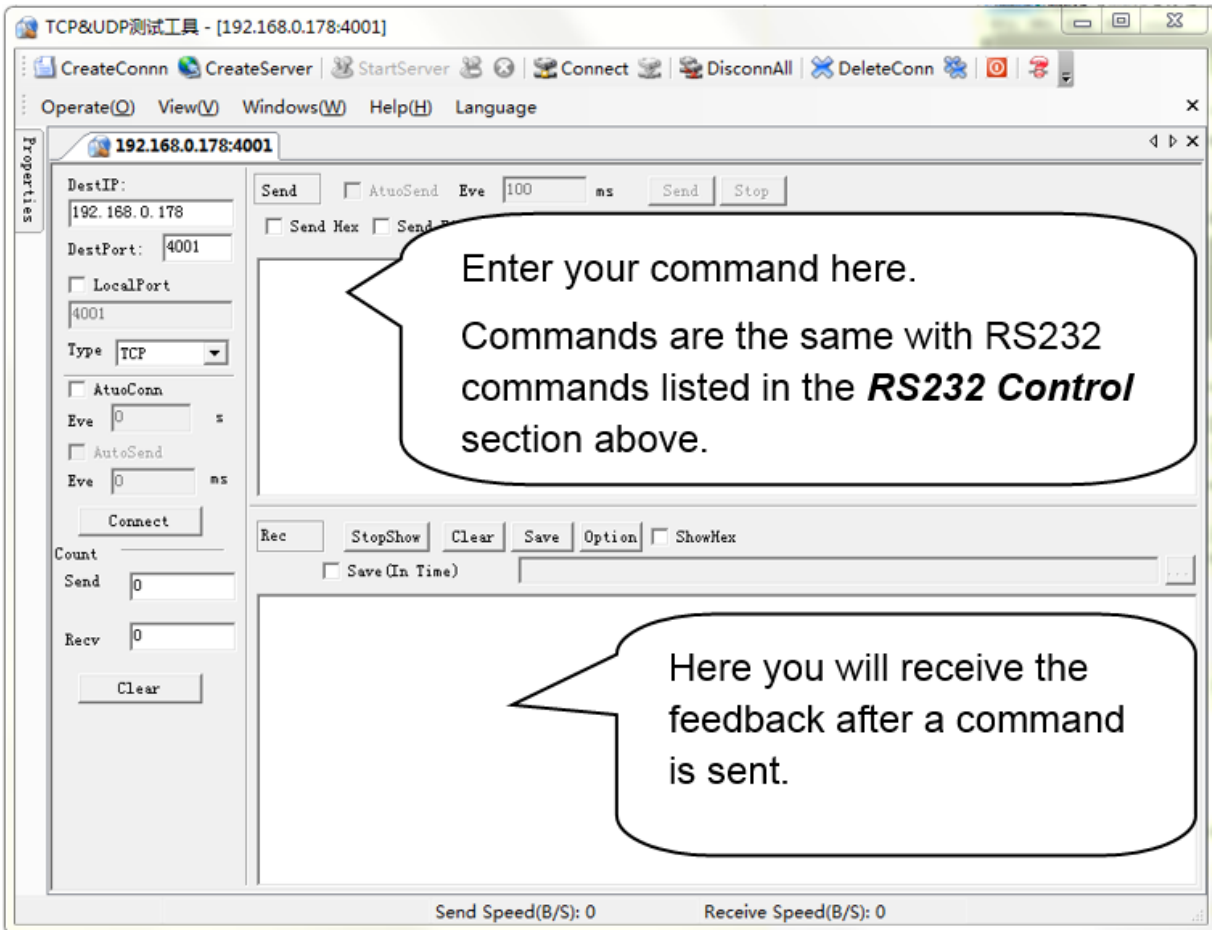 TCP&UDP测试工具 - [192.168.0.178:4001]
CreateConnn CreateServer StartServer Connect DisconnAll DeleteConn
Operate(O) View(V) Windows(W) Help(H) Language
Properties
192.168.0.178:4001
DestIP:
192.168.0.178
DestPort: 4001
LocalPort
4001
Type TCP
AtuoConn
Eve 0 s
AutoSend
Eve 0 ms
Connect
Count
Send 0
Recv 0
Clear
Send AtuoSend Eve 100 ms Send Stop
Send Hex Send
Enter your command here.
Commands are the same with RS232
commands listed in the RS232 Control
section above.
Rec StopShow Clear Save Option ShowHex
Save(In Time) ...
Here you will receive the
feedback after a command
is sent.
Send Speed(B/S): 0 Receive Speed(B/S): 0